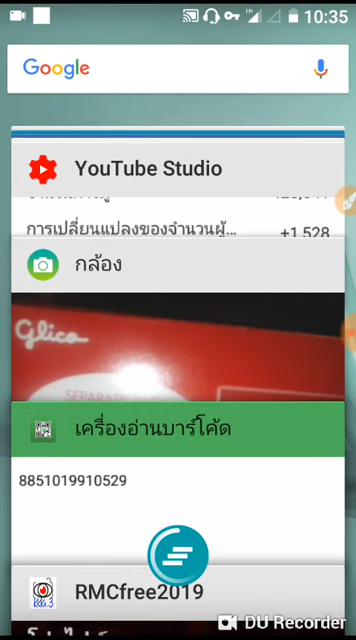 10:35
Google
YouTube Studio
การเปลี่ยนแปลงของจำนวนผู้... +1,528
กล้อง
Glico
SEPARATE
เครื่องอ่านบาร์โค้ด
8851019910529
RMCfree2019
DU Recorder